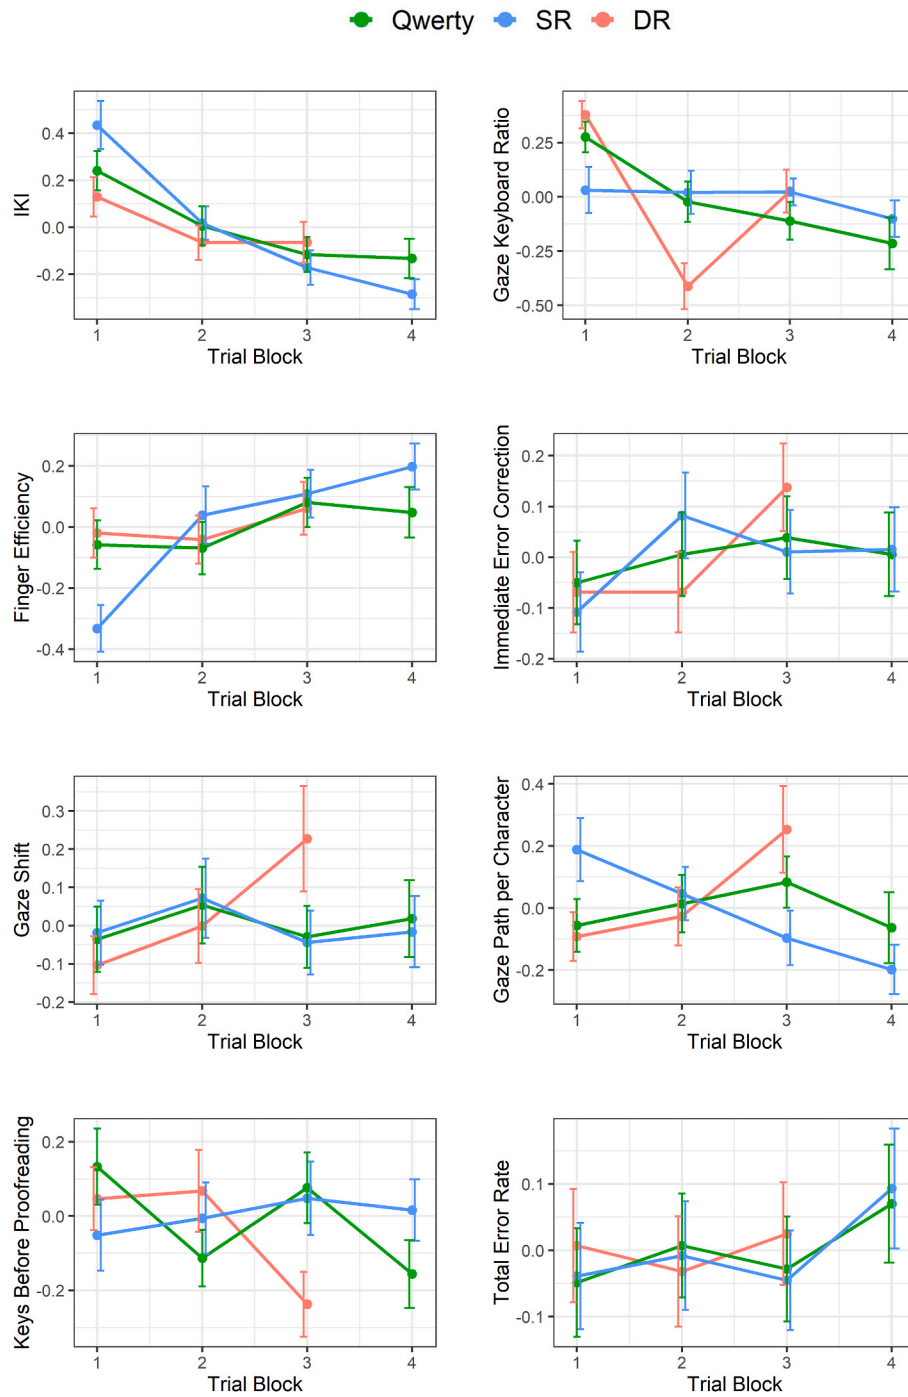 Qwerty SR DR
IKI
0.4
0.2
0.0
-0.2
1 2 3 4
Trial Block
Gaze Keyboard Ratio
0.25
0.00
-0.25
-0.50
1 2 3 4
Trial Block
Finger Efficiency
0.2
0.0
-0.2
-0.4
1 2 3 4
Trial Block
Immediate Error Correction
0.2
0.1
0.0
-0.1
-0.2
1 2 3 4
Trial Block
Gaze Shift
0.3
0.2
0.1
0.0
-0.1
-0.2
1 2 3 4
Trial Block
Gaze Path per Character
0.4
0.2
0.0
-0.2
1 2 3 4
Trial Block
Keys Before Proofreading
0.2
0.0
-0.2
1 2 3 4
Trial Block
Total Error Rate
0.1
0.0
-0.1
1 2 3 4
Trial Block